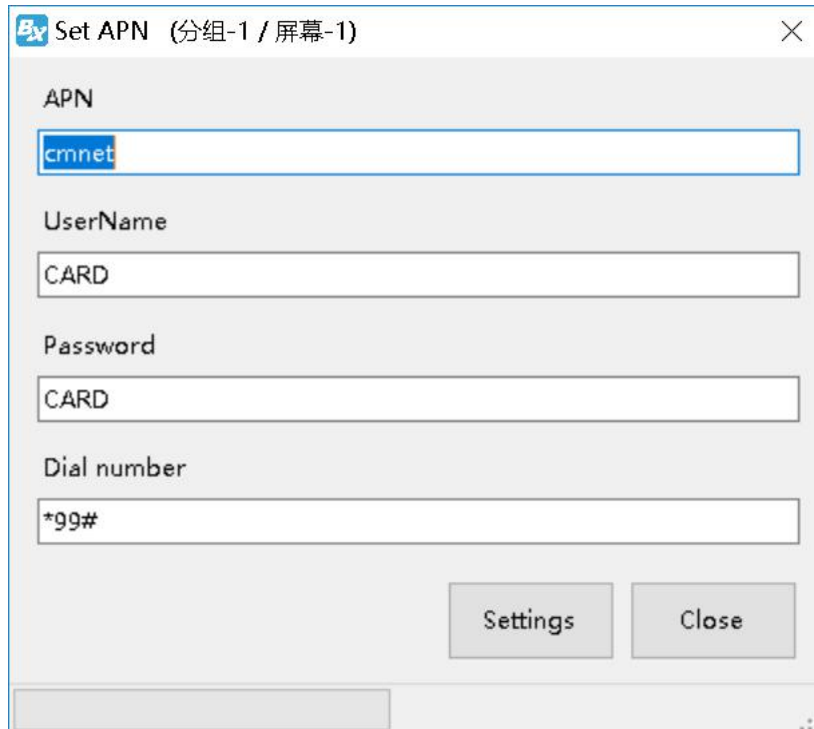 BX Set APN (分组-1 / 屏幕-1)
APN
cmnet
UserName
CARD
Password
CARD
Dial number
*99#
Settings Close